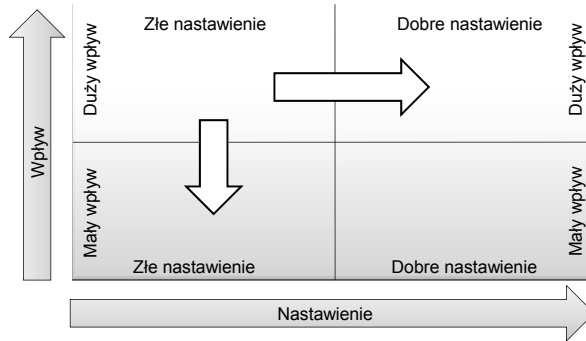 Złe nastawienie
Dobre nastawienie
Duży wpływ
Duży wpływ
Wpływ
Mały wpływ
Mały wpływ
Złe nastawienie
Dobre nastawienie
Nastawienie